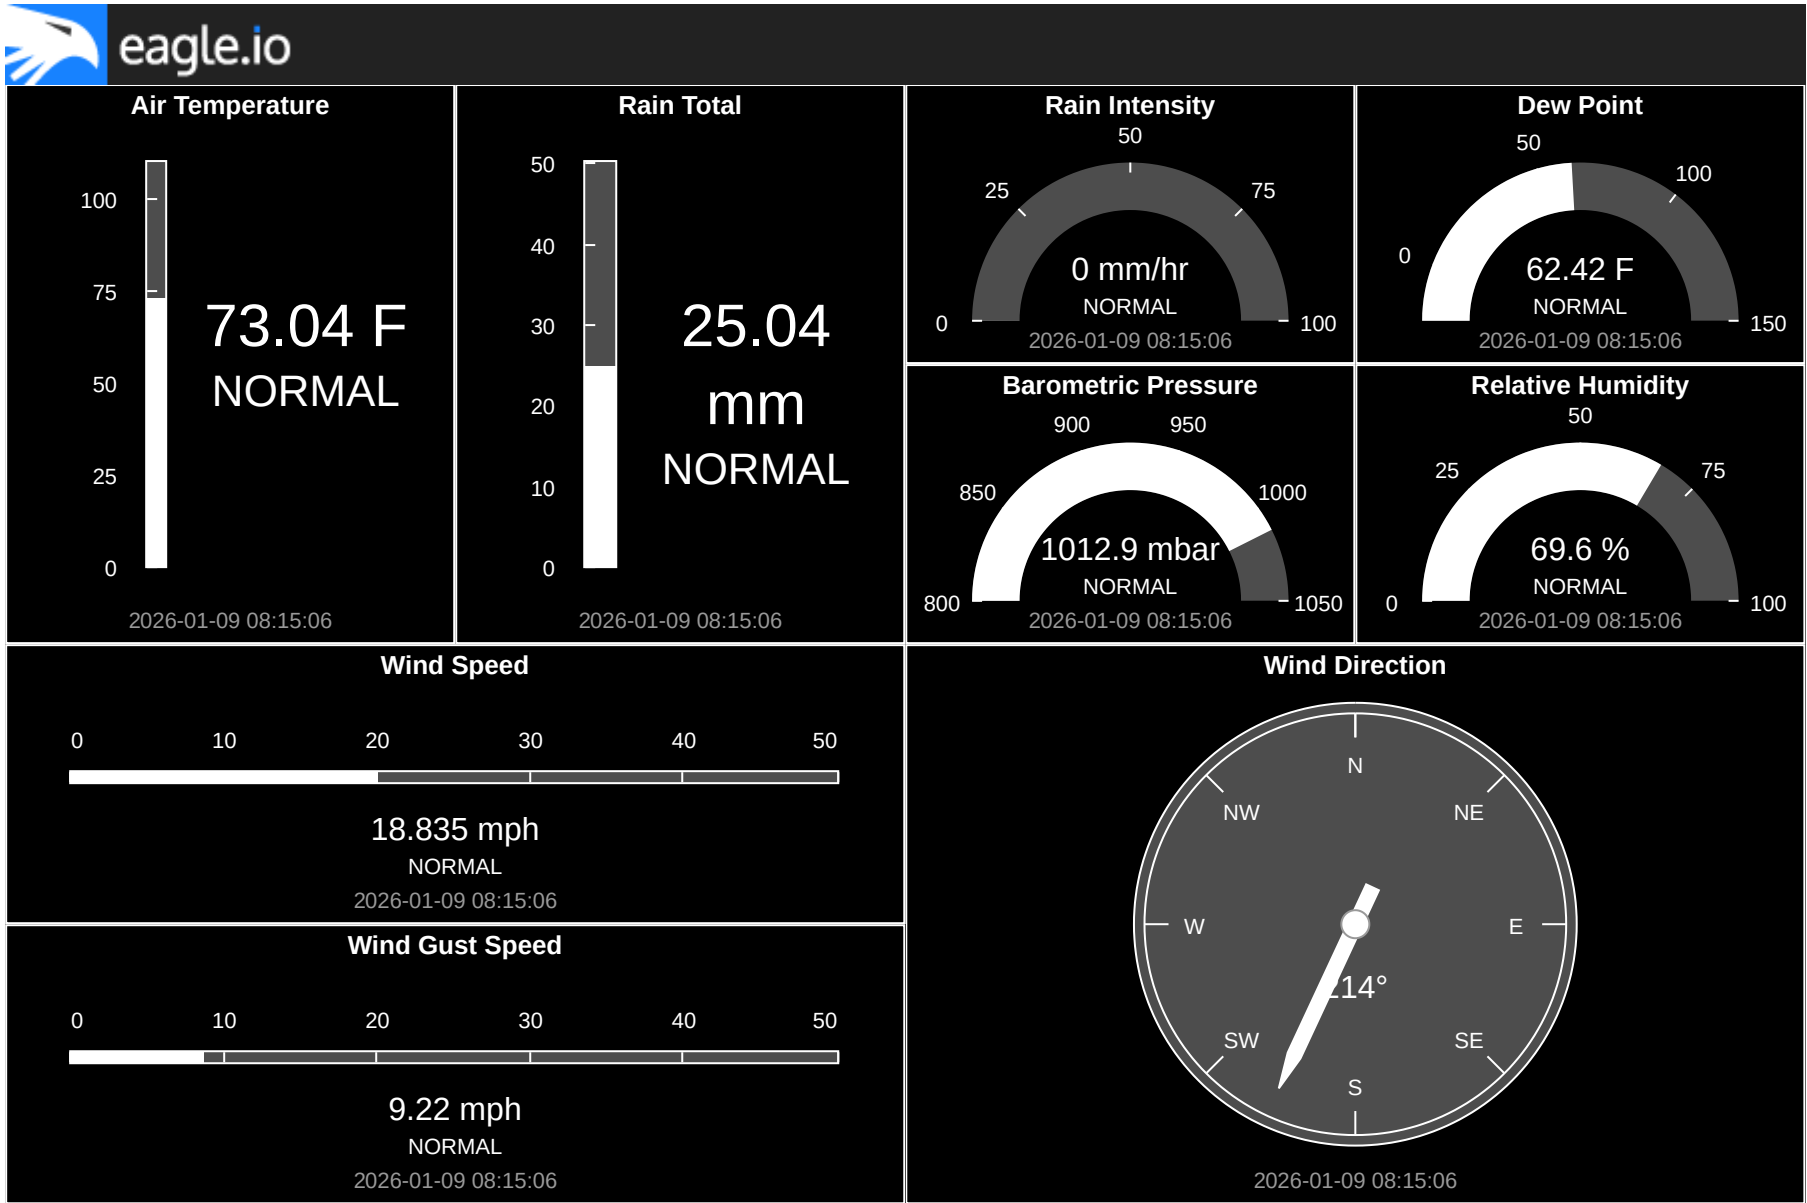 eagle.io
Air Temperature
100
75
50
25
0
73.04 F
NORMAL
2026-01-09 08:15:06
Rain Total
50
40
30
20
10
0
25.04
mm
NORMAL
2026-01-09 08:15:06
Rain Intensity
50
25
75
0
100
0 mm/hr
NORMAL
2026-01-09 08:15:06
Dew Point
50
100
0
150
62.42 F
NORMAL
2026-01-09 08:15:06
Barometric Pressure
900
950
850
1000
800
1050
1012.9 mbar
NORMAL
2026-01-09 08:15:06
Relative Humidity
50
25
75
0
100
69.6 %
NORMAL
2026-01-09 08:15:06
Wind Speed
0 10 20 30 40 50
18.835 mph
NORMAL
2026-01-09 08:15:06
Wind Gust Speed
0 10 20 30 40 50
9.22 mph
NORMAL
2026-01-09 08:15:06
Wind Direction
N
NW NE
W E
SW SE
S
2026-01-09 08:15:06